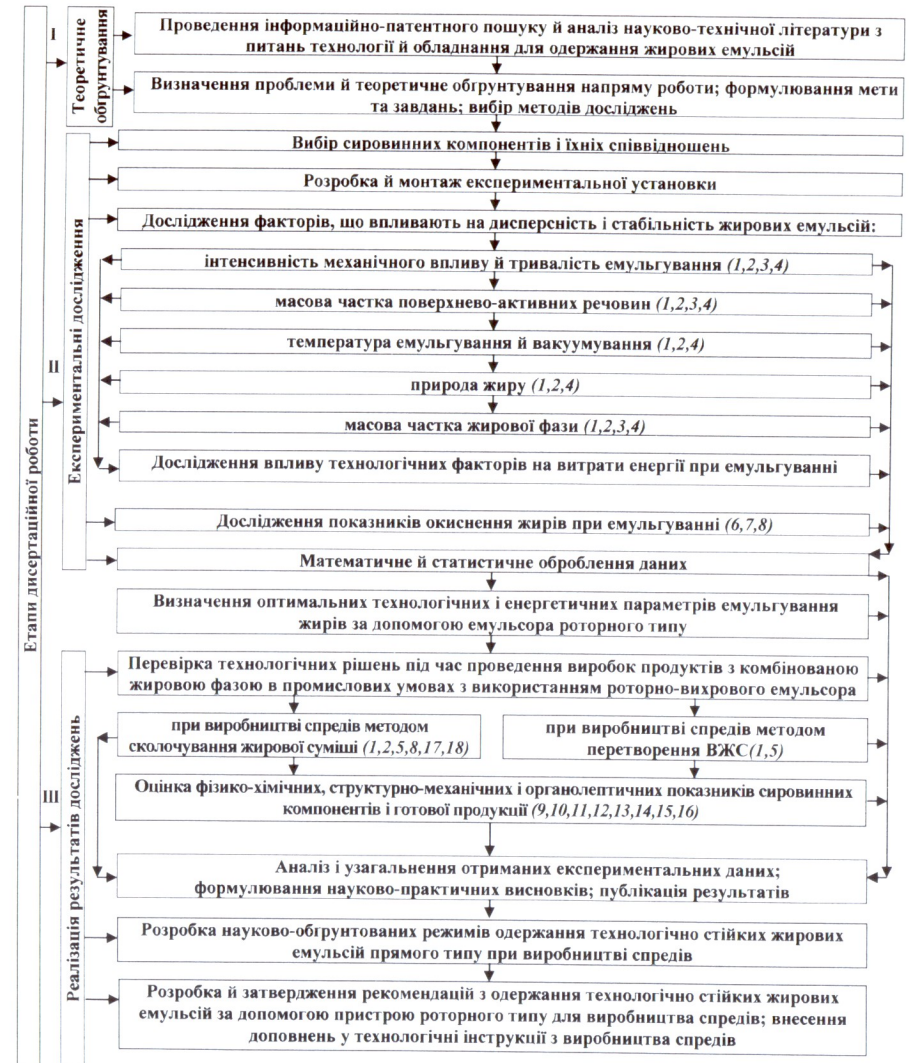 Етапи дисертаційної роботи
I
Теоретичне
обґрунтування
Проведення інформаційно-патентного пошуку й аналіз науково-технічної літератури з
питань технології й обладнання для одержання жирових емульсій
Визначення проблеми й теоретичне обґрунтування напряму роботи; формулювання мети
та завдань; вибір методів досліджень
II
Експериментальні дослідження
Вибір сировинних компонентів і їхніх співвідношень
Розробка й монтаж експериментальної установки
Дослідження факторів, що впливають на дисперсність і стабільність жирових емульсій:
інтенсивність механічного впливу й тривалість емульгування (1,2,3,4)
масова частка поверхнево-активних речовин (1,2,3,4)
температура емульгування й вакуумування (1,2,4)
природа жиру (1,2,4)
масова частка жирової фази (1,2,3,4)
Дослідження впливу технологічних факторів на витрати енергії при емульгуванні
Дослідження показників окиснення жирів при емульгуванні (6,7,8)
Математичне й статистичне оброблення даних
Визначення оптимальних технологічних і енергетичних параметрів емульгування
жирів за допомогою емульсора роторного типу
III
Реалізація результатів досліджень
Перевірка технологічних рішень під час проведення виробок продуктів з комбінованою
жировою фазою в промислових умовах з використанням роторно-вихрового емульсора
при виробництві спредів методом
сколочування жирової суміші (1,2,5,8,17,18)
при виробництві спредів методом
перетворення ВЖС(1,5)
Оцінка фізико-хімічних, структурно-механічних і органолептичних показників сировинних
компонентів і готової продукції (9,10,11,12,13,14,15,16)
Аналіз і узагальнення отриманих експериментальних даних;
формулювання науково-практичних висновків; публікація результатів
Розробка науково-обґрунтованих режимів одержання технологічно стійких жирових
емульсій прямого типу при виробництві спредів
Розробка й затвердження рекомендацій з одержання технологічно стійких жирових
емульсій за допомогою пристрою роторного типу для виробництва спредів; внесення
доповнень у технологічні інструкції з виробництва спредів